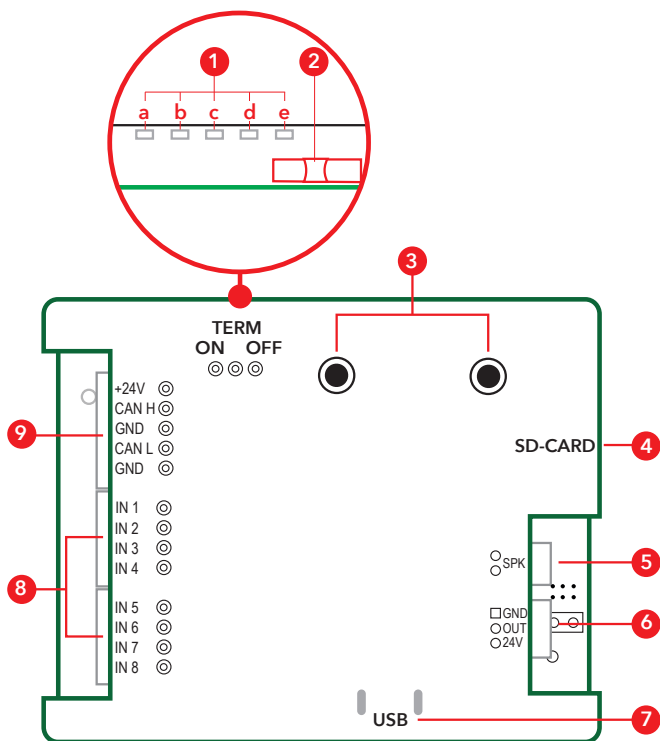 1
2
a b c d e
3
TERM
ON OFF
+24V
CAN H
GND
CAN L
GND
9
SD-CARD
4
IN 1
IN 2
IN 3
IN 4
8
IN 5
IN 6
IN 7
IN 8
SPK
5
GND
OUT
24V
6
USB
7